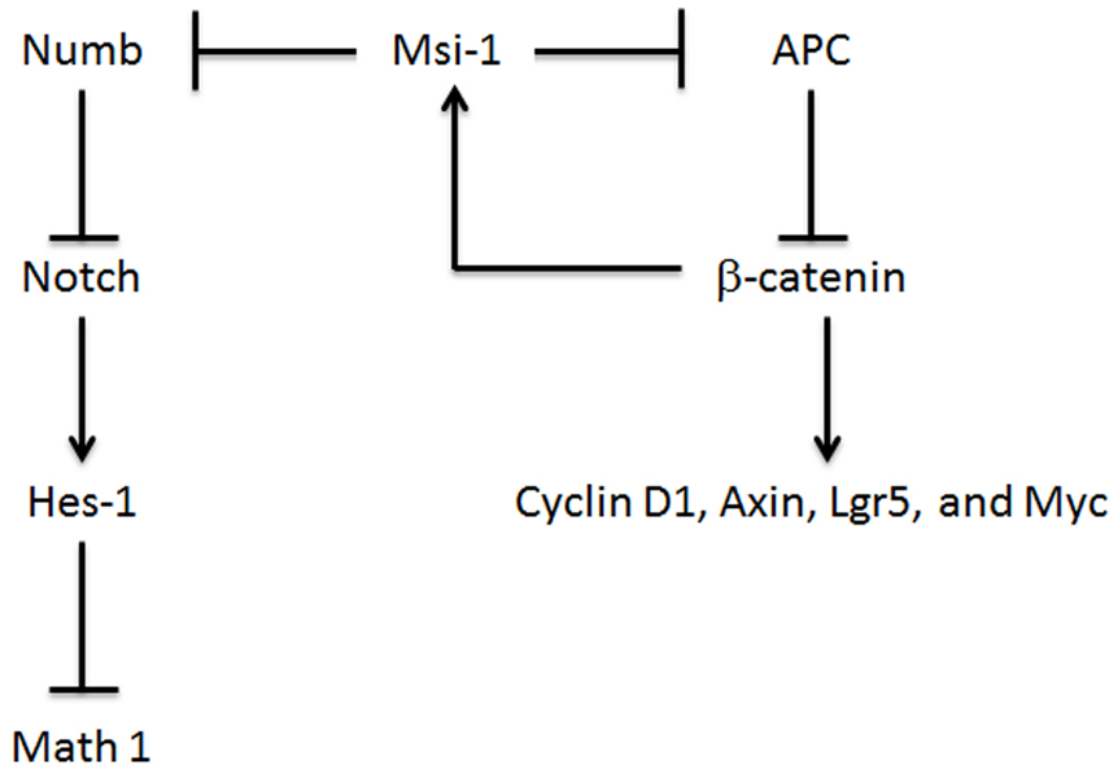 Numb
Msi-1
APC
Notch
β-catenin
Hes-1
Cyclin D1, Axin, Lgr5, and Myc
Math 1